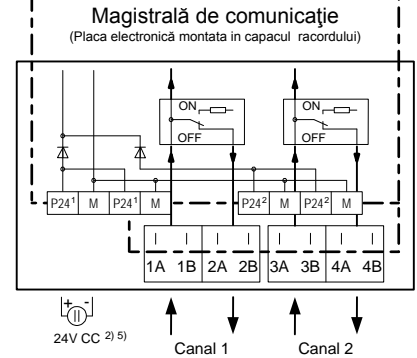 Magistrală de comunicaţie
(Placa electronică montata in capacul racordului)
ON
OFF
ON
OFF
P24¹ M P24¹ M P24² M P24² M
1A 1B 2A 2B 3A 3B 4A 4B
+ -
24V CC ²⁾ ⁵⁾
Canal 1 Canal 2